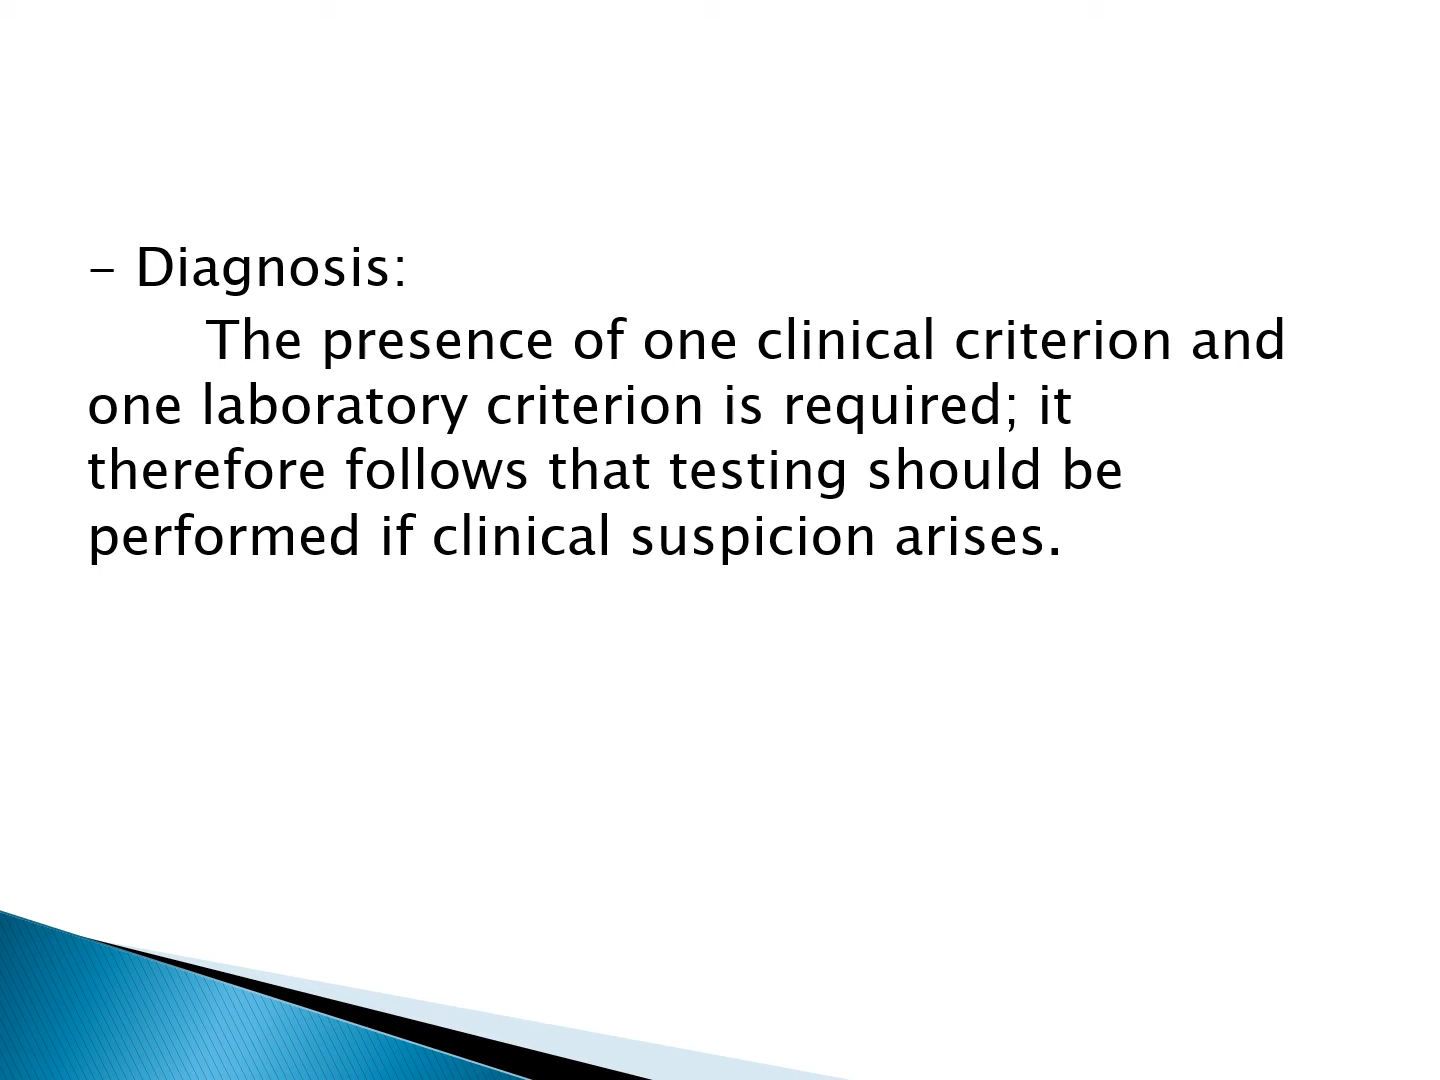 - Diagnosis:
The presence of one clinical criterion and
one laboratory criterion is required; it
therefore follows that testing should be
performed if clinical suspicion arises.